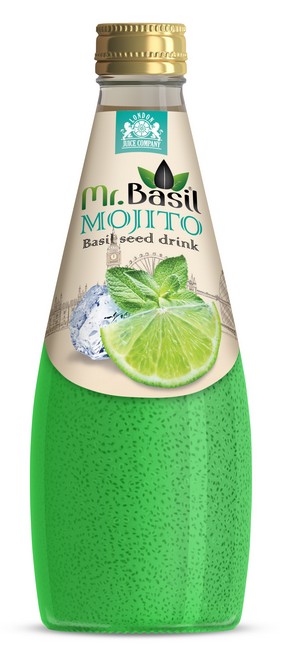 LONDON
JUICE COMPANY
Mr.Basil
MOJITO
Basil seed drink